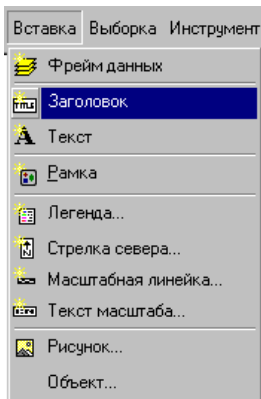 Вставка Выборка Инструмент
Фрейм данных
Заголовок
Текст
Рамка
Легенда...
Стрелка севера...
Масштабная линейка...
Текст масштаба...
Рисунок...
Объект...